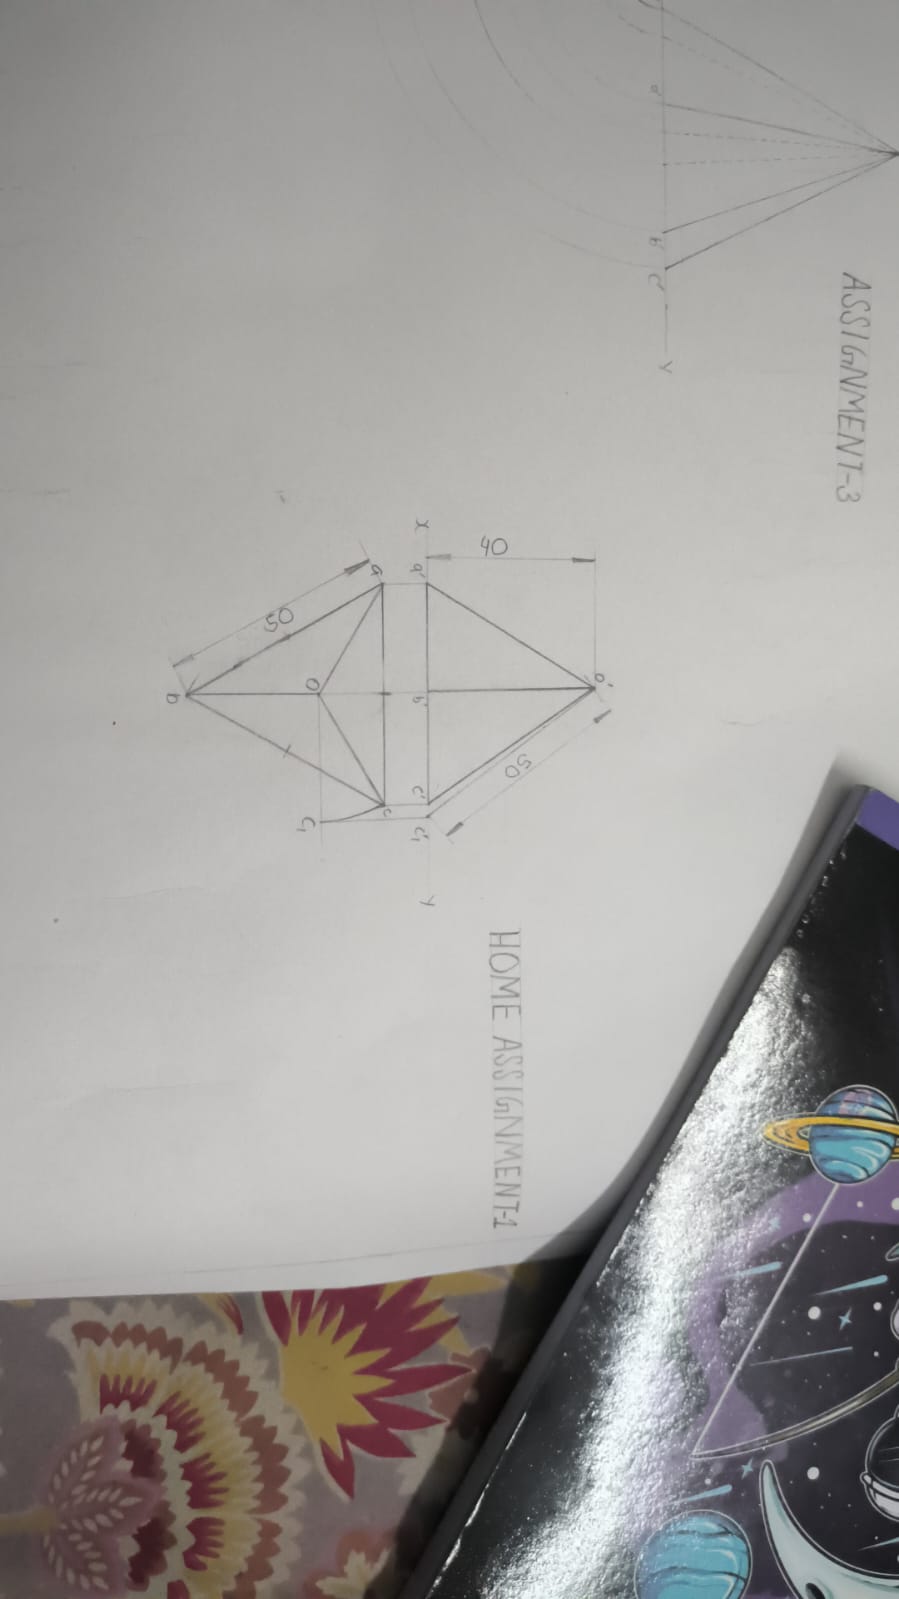 ASSIGNMENT-3
a' b' c' Y
o'
40
50
HOME ASSIGNMENT-1
x a' b' c' c'₁ y
a c
O C₁
50
b